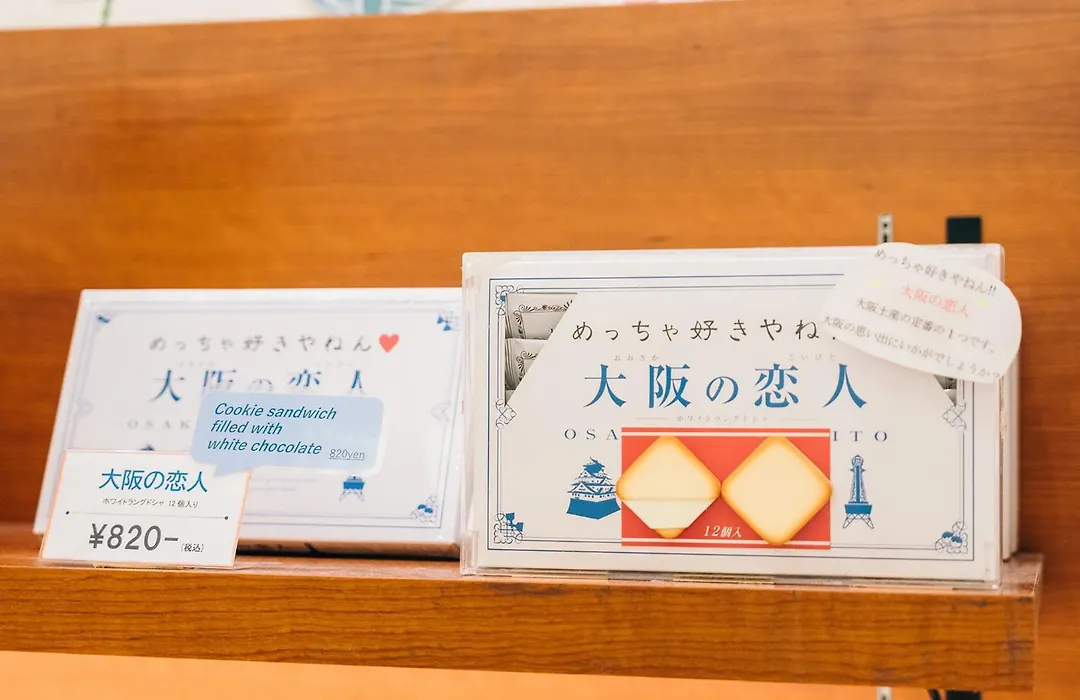 めっちゃ好きやねん❤
大阪の恋人
OSAK
Cookie sandwich
filled with
white chocolate 820yen
大阪の恋人
ホワイトラングドシャ 12個入り
¥820-(税込)
めっちゃ好きやね
おおさか こいびと
大阪の恋人
ホワイトラングドシャ
OSA ITO
12個入
めっちゃ好きやねん!!
大阪の恋人
大阪土産の定番の1つです。
大阪の思い出にいかがでしょうか?